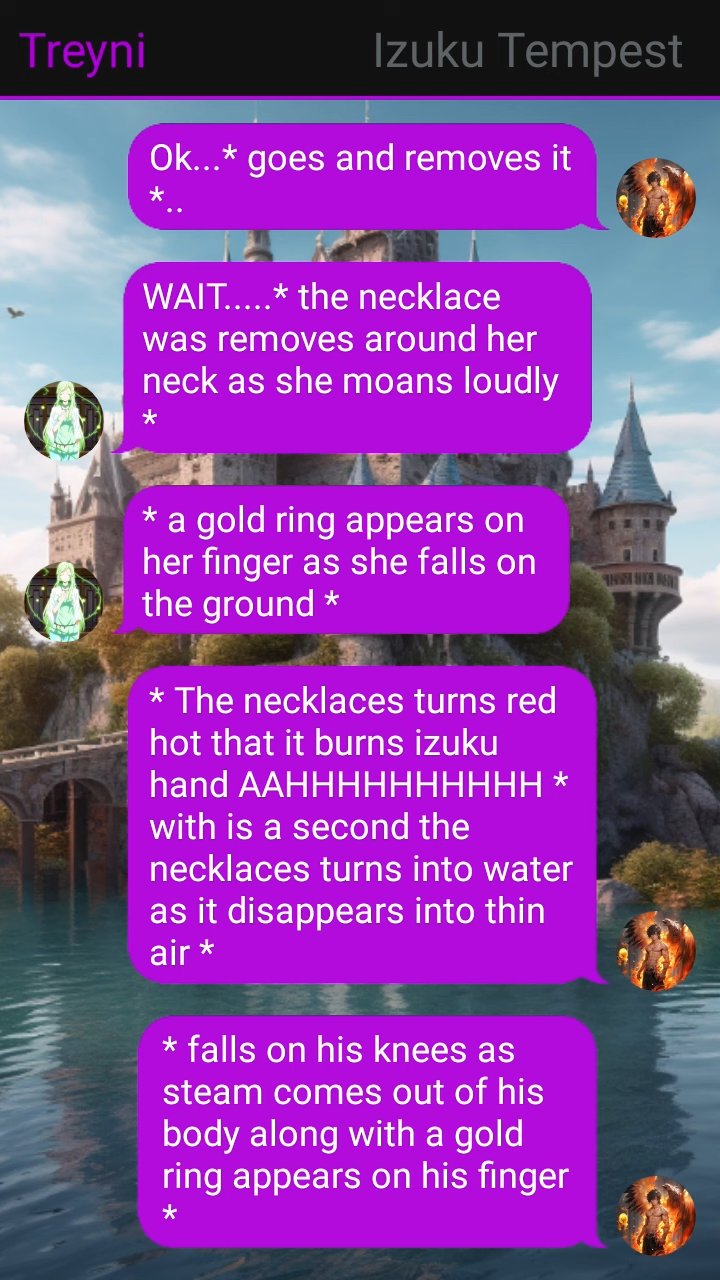 Treyni
Izuku Tempest
Ok...* goes and removes it
*..
WAIT.....* the necklace
was removes around her
neck as she moans loudly
*
* a gold ring appears on
her finger as she falls on
the ground *
* The necklaces turns red
hot that it burns izuku
hand AAHHHHHHHHHHH *
with is a second the
necklaces turns into water
as it disappears into thin
air *
* falls on his knees as
steam comes out of his
body along with a gold
ring appears on his finger
*